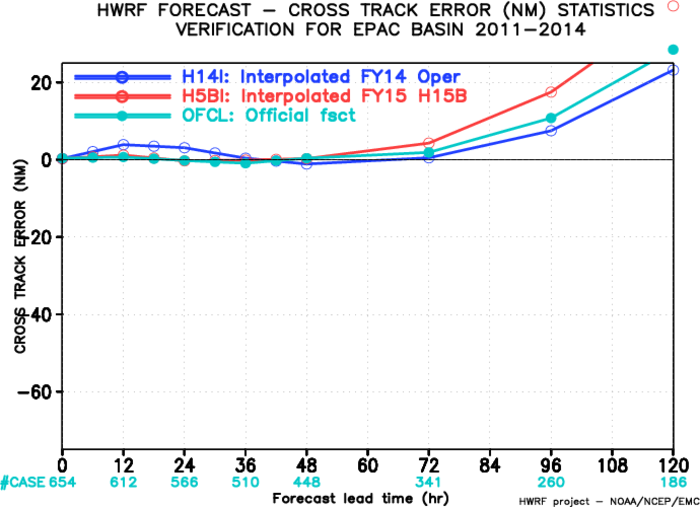 HWRF FORECAST – CROSS TRACK ERROR (NM) STATISTICS
VERIFICATION FOR EPAC BASIN 2011–2014
H14I: Interpolated FY14 Oper
H5BI: Interpolated FY15 H15B
OFCL: Official fsct
CROSS TRACK ERROR (NM)
20
0
–20
–40
–60
0 12 24 36 48 60 72 84 96 108 120
#CASE 654 612 566 510 448 341 260 186
Forecast lead time (hr)
HWRF project – NOAA/NCEP/EMC